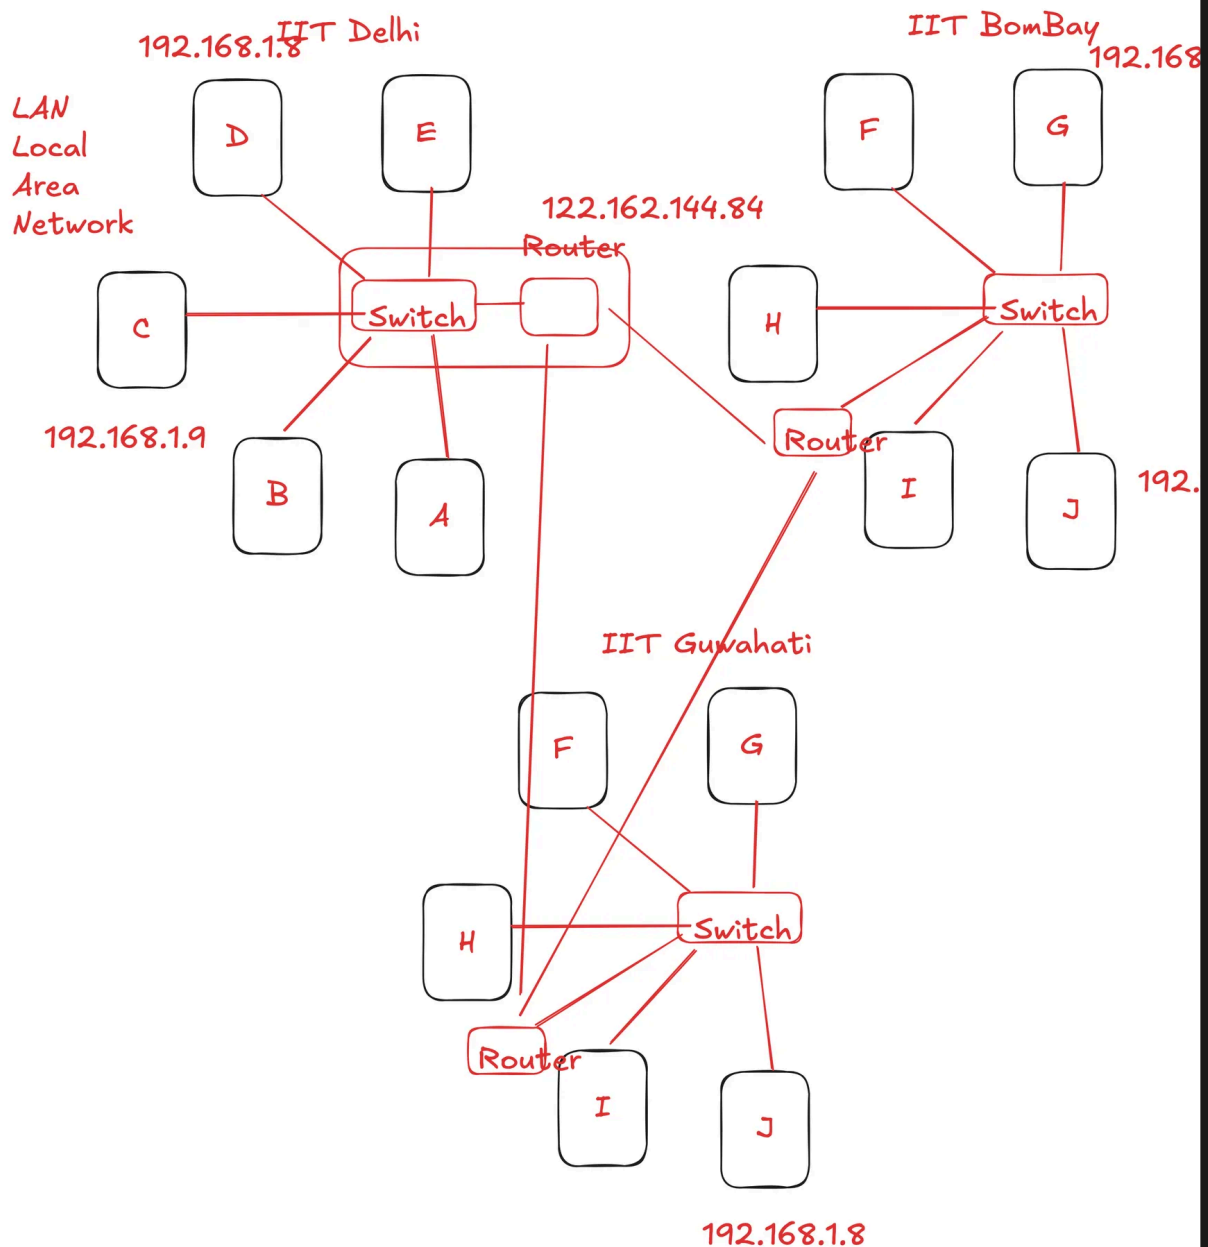 IIT Delhi
192.168.1.8
LAN
Local
Area
Network
D
E
122.162.144.84
Router
C
Switch
192.168.1.9
B
A
IIT BomBay
192.168
F
G
H
Switch
Router
I
J
192.
IIT Guwahati
F
G
H
Switch
Router
I
J
192.168.1.8